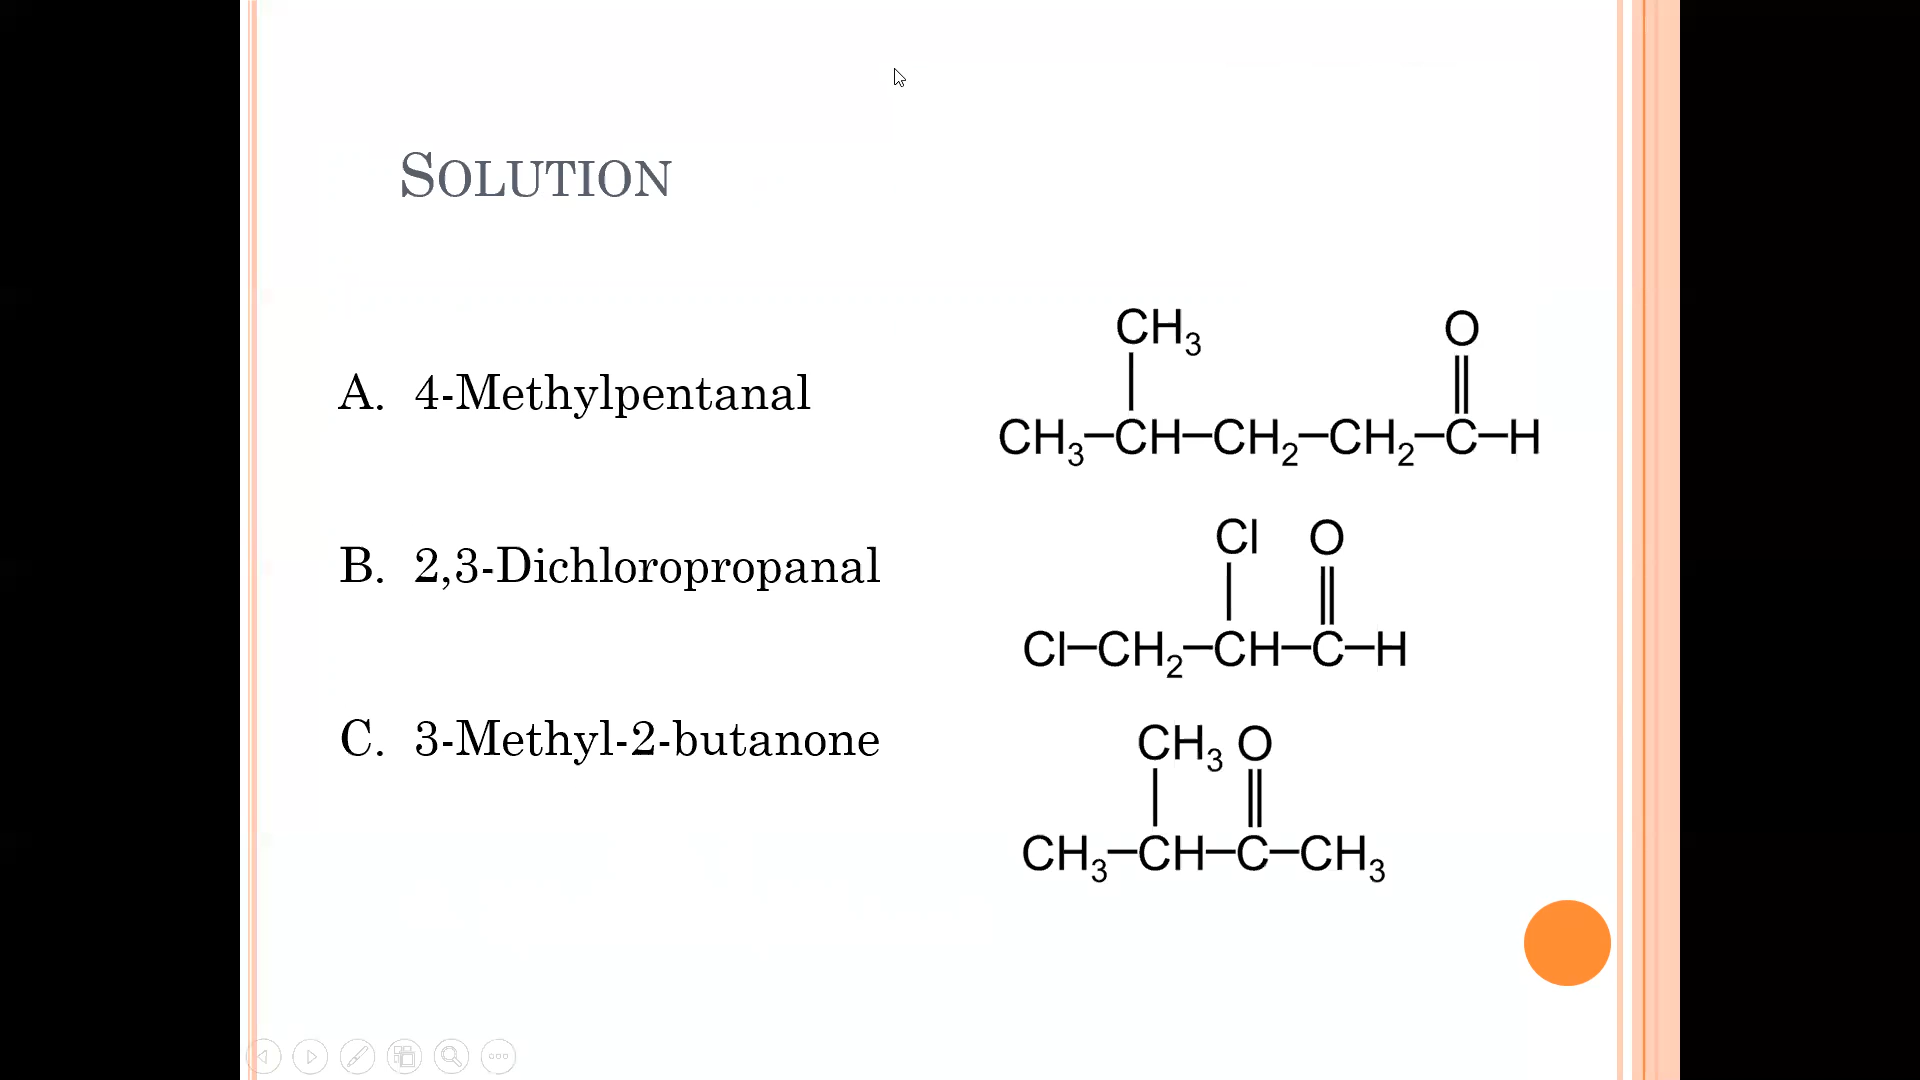 SOLUTION
A. 4-Methylpentanal
CH₃ O
CH₃–CH–CH₂–CH₂–C–H
B. 2,3-Dichloropropanal
Cl O
Cl–CH₂–CH–C–H
C. 3-Methyl-2-butanone
CH₃ O
CH₃–CH–C–CH₃